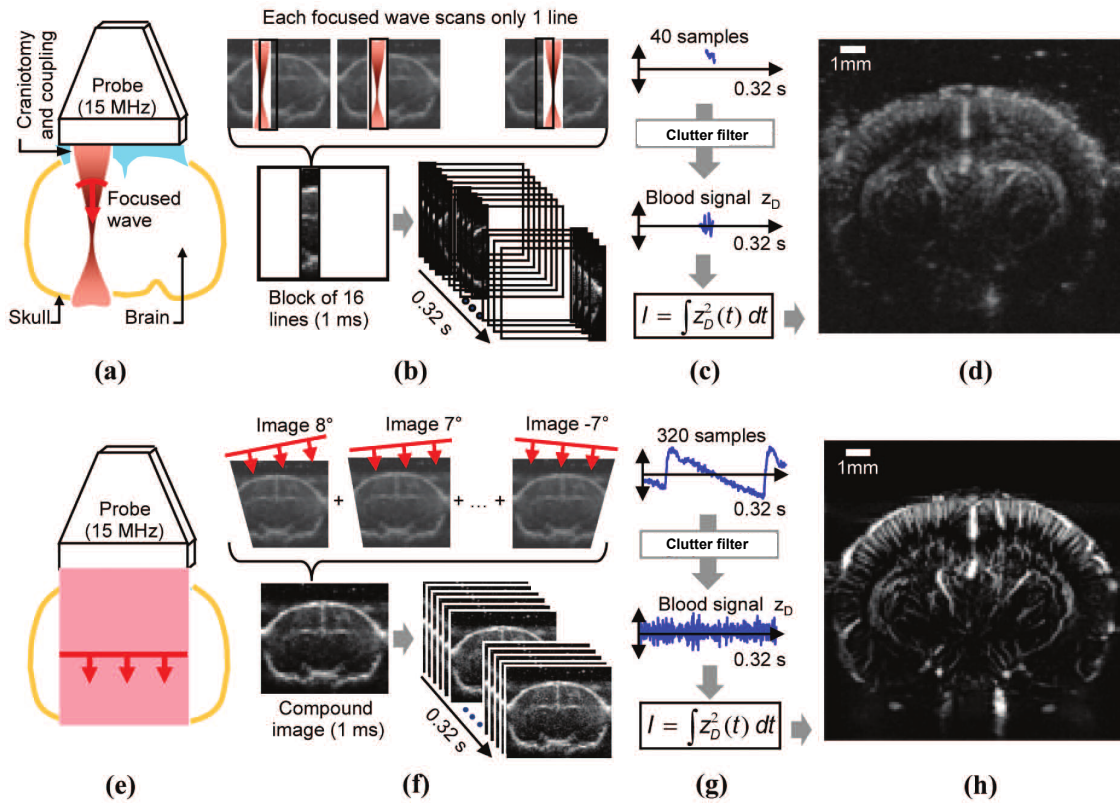 Craniotomy
and coupling
Probe
(15 MHz)
Focused
wave
Skull
Brain
(a)
Each focused wave scans only 1 line
Block of 16
lines (1 ms)
0.32 s
(b)
40 samples
0.32 s
Clutter filter
Blood signal z_D
0.32 s
I = ∫z_D^2(t) dt
(c)
1mm
(d)
Probe
(15 MHz)
(e)
Image 8°
Image 7°
Image -7°
+ + ... +
Compound
image (1 ms)
0.32 s
(f)
320 samples
0.32 s
Clutter filter
Blood signal z_D
0.32 s
I = ∫z_D^2(t) dt
(g)
1mm
(h)